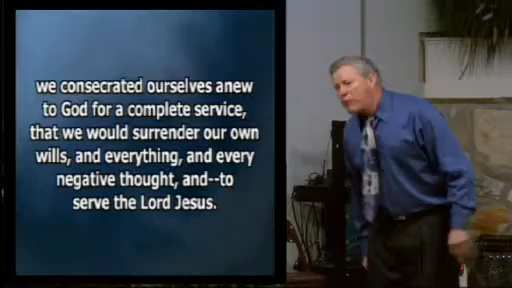 we consecrated ourselves anew
to God for a complete service,
that we would surrender our own
wills, and everything, and every
negative thought, and--to
serve the Lord Jesus.